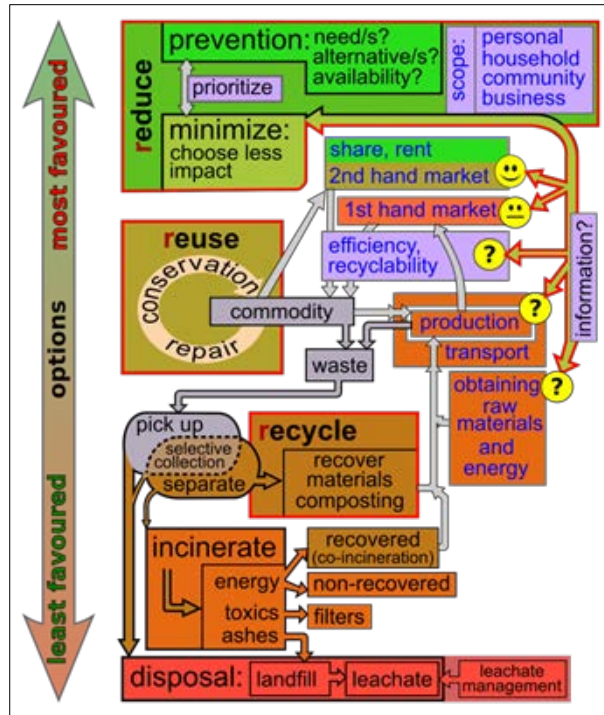 prevention:
need/s?
alternative/s?
availability?
scope:
personal
household
community
business
prioritize
reduce
minimize:
choose less
impact
share, rent
2nd hand market
1st hand market
efficiency,
recyclability
?
information?
reuse
conservation
repair
commodity
?
production
transport
waste
?
obtaining
raw
materials
and
energy
pick up
selective
collection
separate
recycle
recover
materials
composting
incinerate
energy
toxics
ashes
recovered
(co-incineration)
non-recovered
filters
disposal:
landfill
leachate
leachate
management
most favoured
options
least favoured